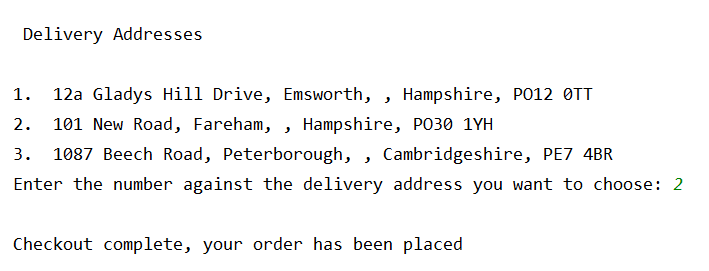 Delivery Addresses
1. 12a Gladys Hill Drive, Emsworth, , Hampshire, PO12 0TT
2. 101 New Road, Fareham, , Hampshire, PO30 1YH
3. 1087 Beech Road, Peterborough, , Cambridgeshire, PE7 4BR
Enter the number against the delivery address you want to choose: 2
Checkout complete, your order has been placed